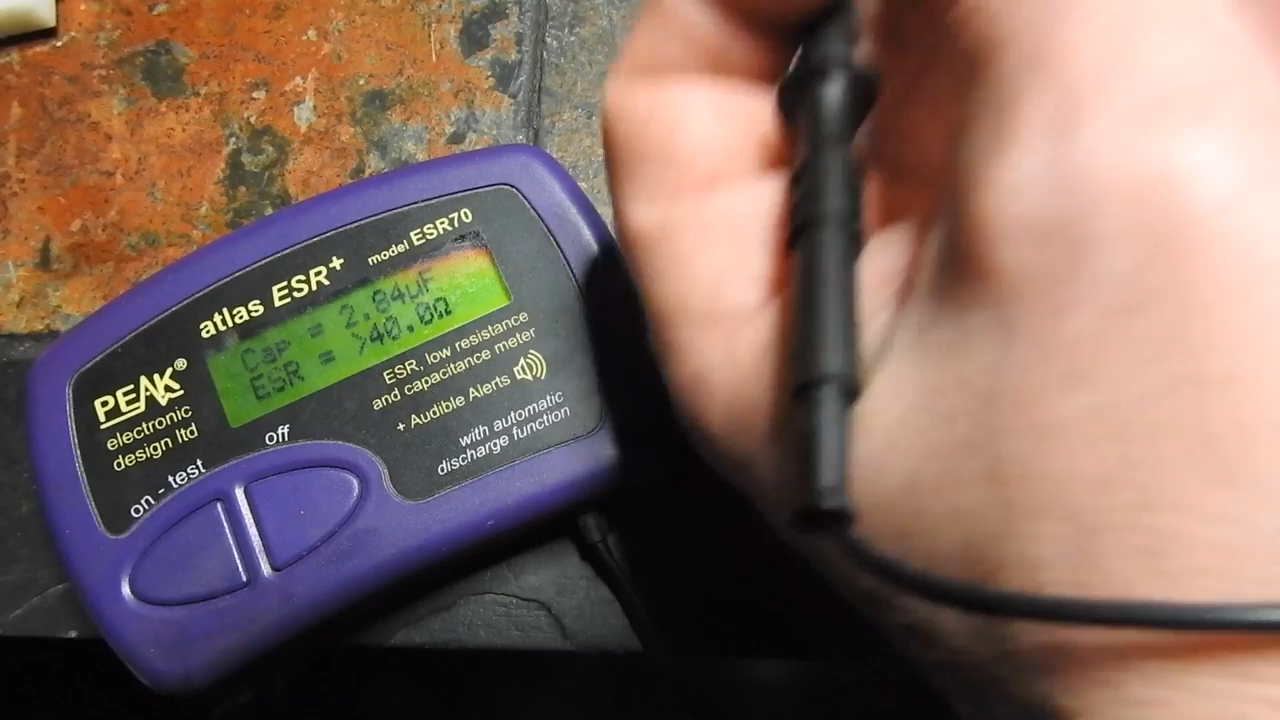 atlas ESR+ model ESR70
Cap = 2.84µF
ESR = >40.0Ω
PEAK®
electronic
design ltd
ESR, low resistance
and capacitance meter
+ Audible Alerts
with automatic
discharge function
on - test
off